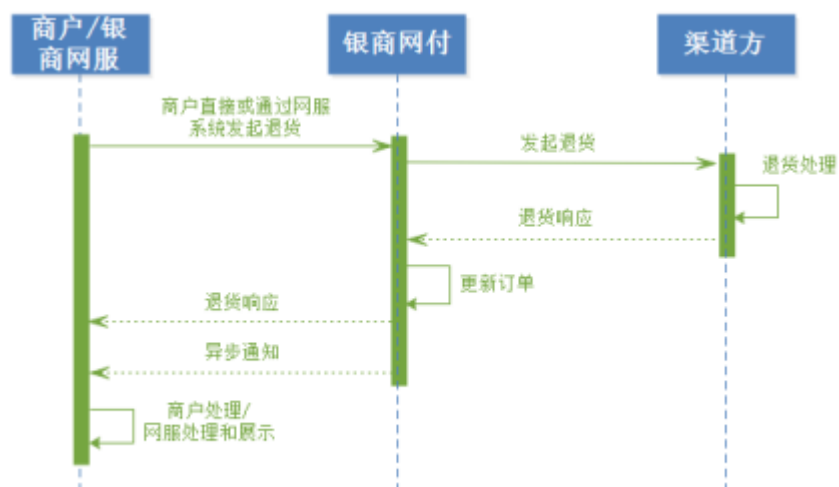 商户/银
商网服
银商网付
渠道方
商户直接或通过网服
系统发起退货
发起退货
退货处理
退货响应
更新订单
退货响应
异步通知
商户处理/
网服处理和展示